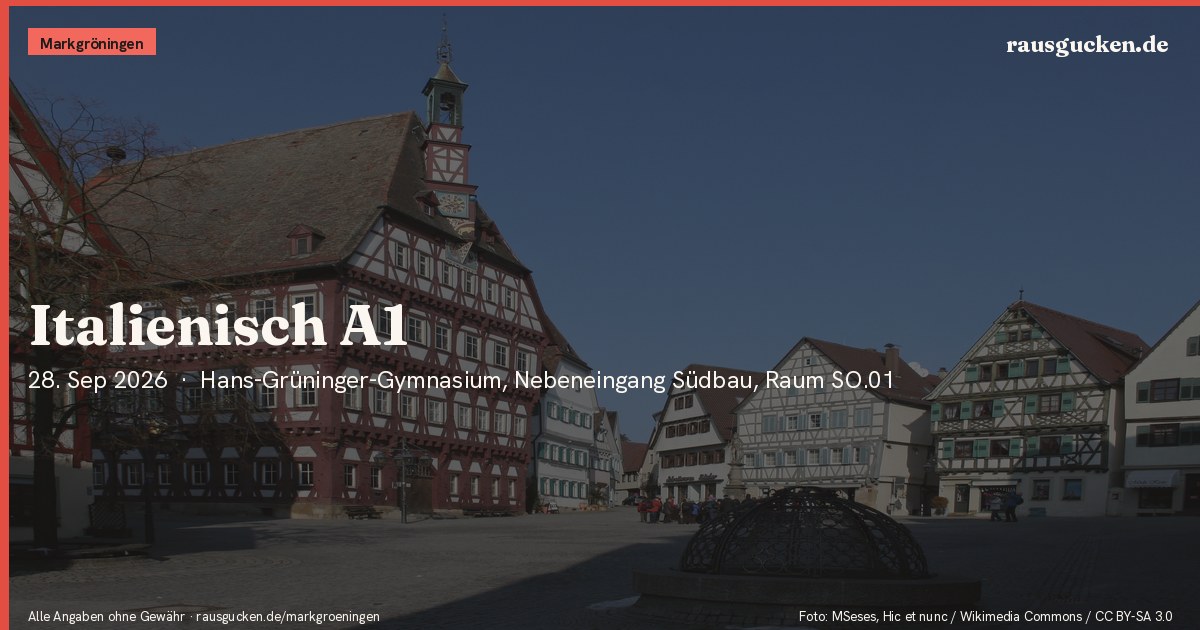 Markgröningen
rausgucken.de
Italienisch A1
28. Sep 2026 · Hans-Grüninger-Gymnasium, Nebeneingang Südbau, Raum SO.01
Alle Angaben ohne Gewähr · rausgucken.de/markgroeningen
Foto: MSeses, Hic et nunc / Wikimedia Commons / CC BY-SA 3.0